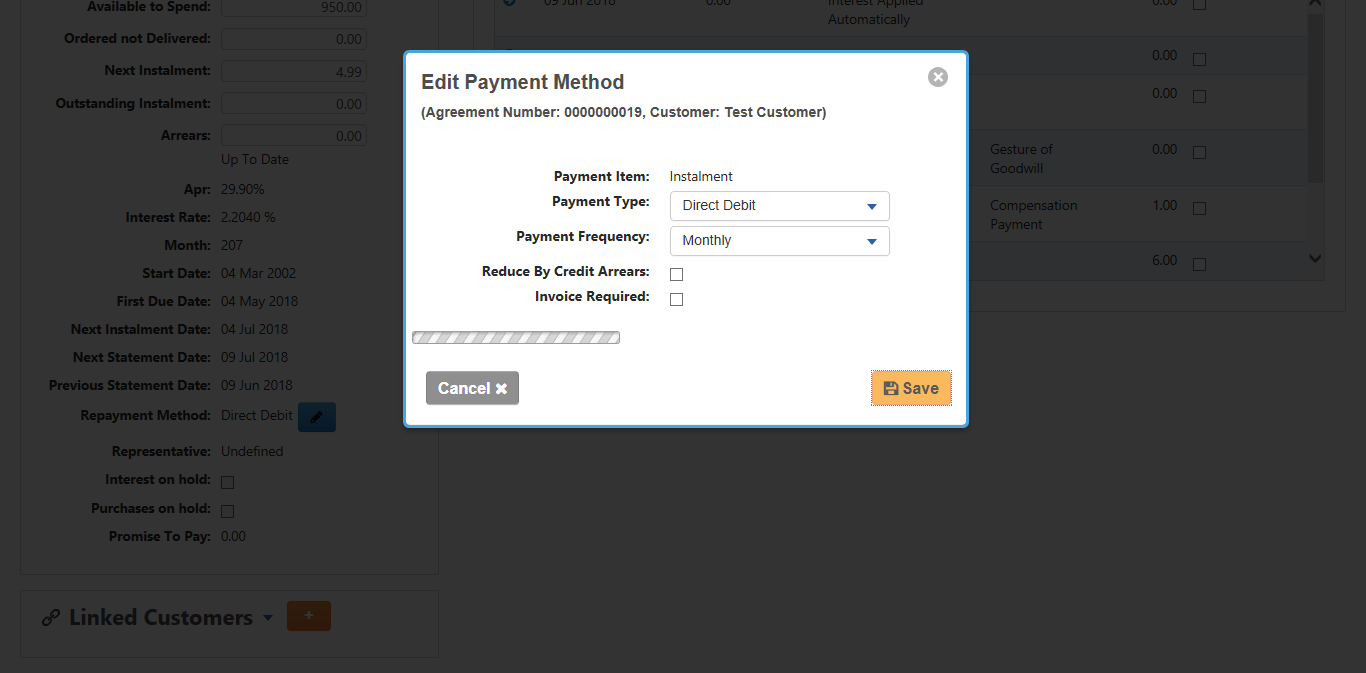 Available to Spend: 950.00
Ordered not Delivered: 0.00
Next Instalment: 4.99
Outstanding Instalment: 0.00
Arrears: 0.00
Up To Date
Apr: 29.90%
Interest Rate: 2.2040 %
Month: 207
Start Date: 04 Mar 2002
First Due Date: 04 May 2018
Next Instalment Date: 04 Jul 2018
Next Statement Date: 09 Jul 2018
Previous Statement Date: 09 Jun 2018
Repayment Method: Direct Debit
Representative: Undefined
Interest on hold:
Purchases on hold:
Promise To Pay: 0.00
Linked Customers
+
09 Jun 2018 0.00 Interest Applied 0.00
Automatically
0.00
0.00
Gesture of 0.00
Goodwill
Compensation 1.00
Payment
6.00
Edit Payment Method
(Agreement Number: 0000000019, Customer: Test Customer)
Payment Item: Instalment
Payment Type: Direct Debit
Payment Frequency: Monthly
Reduce By Credit Arrears:
Invoice Required:
Cancel
Save